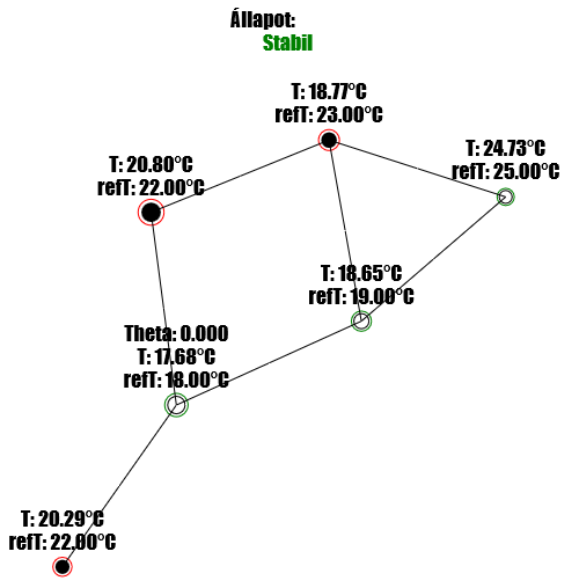 Állapot:
Stabil
T: 18.77°C
refT: 23.00°C
T: 24.73°C
refT: 25.00°C
T: 20.80°C
refT: 22.00°C
T: 18.65°C
refT: 19.00°C
Theta: 0.000
T: 17.68°C
refT: 18.00°C
T: 20.29°C
refT: 22.00°C